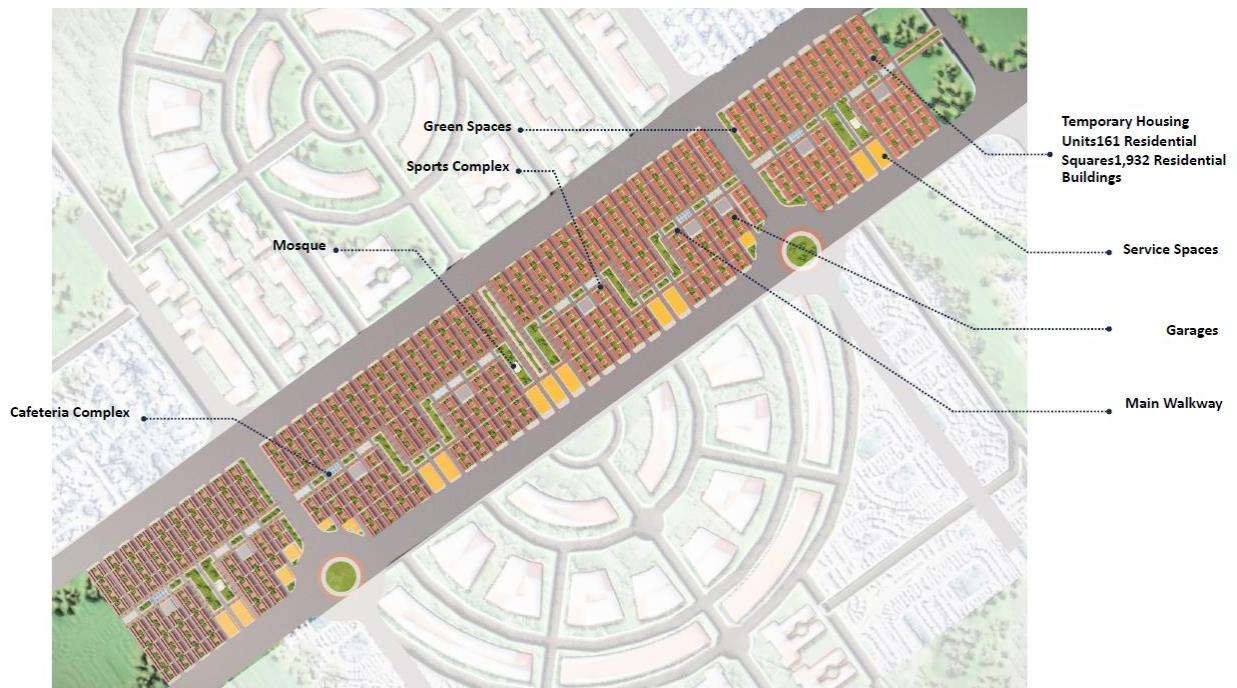 Green Spaces
Sports Complex
Mosque
Cafeteria Complex
Temporary Housing
Units161 Residential
Squares1,932 Residential
Buildings
Service Spaces
Garages
Main Walkway